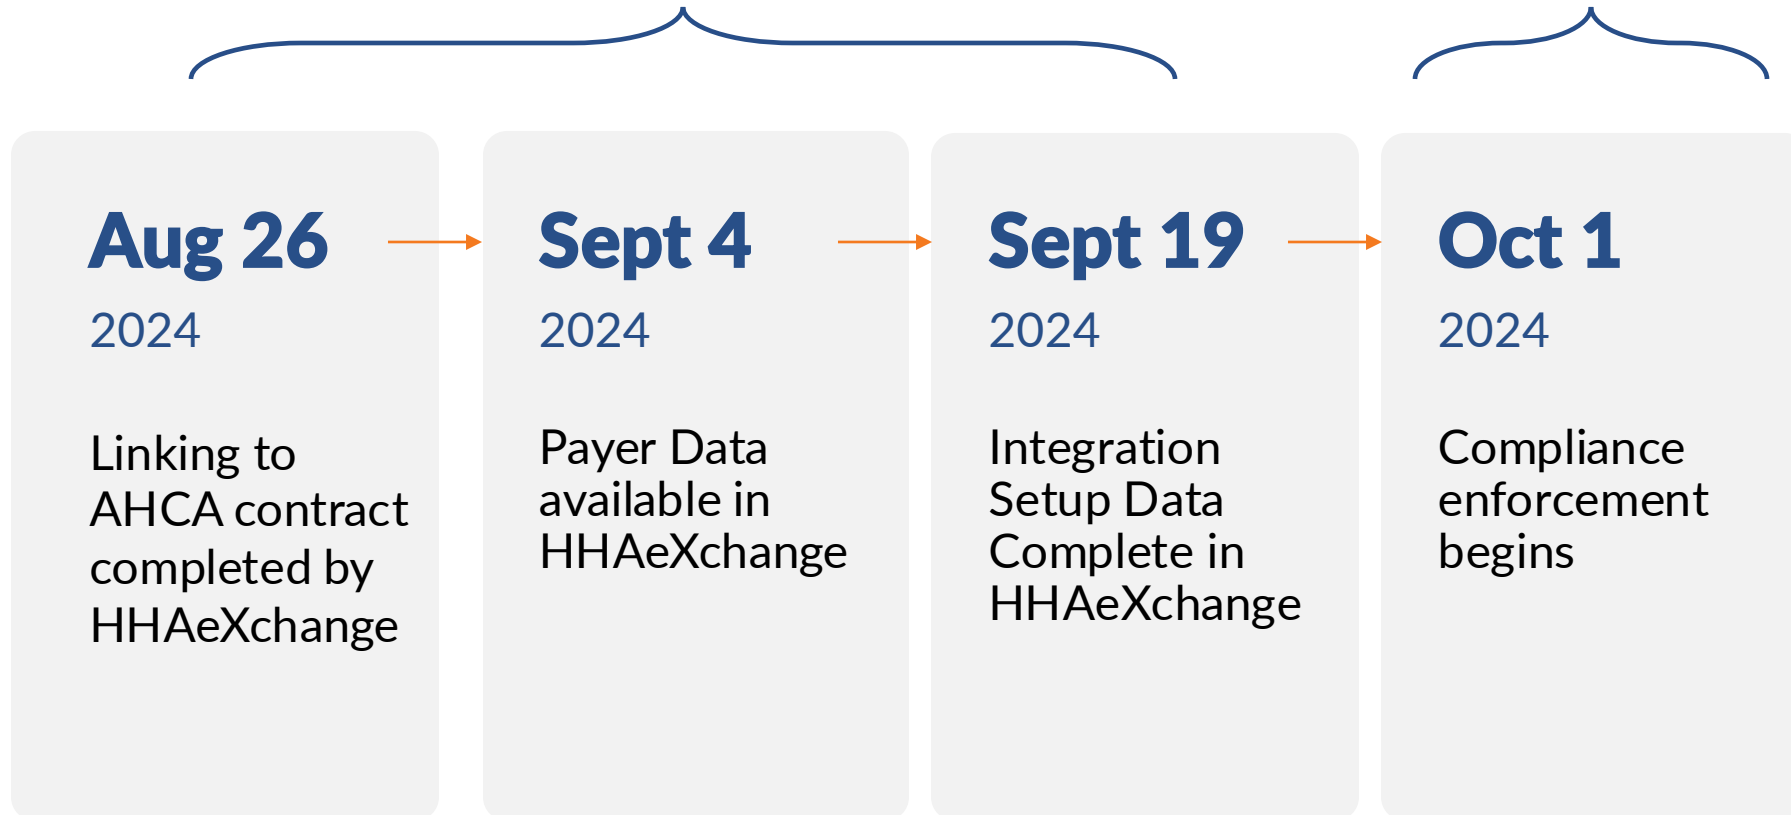 Aug 26
2024
Linking to
AHCA contract
completed by
HHAeXchange
Sept 4
2024
Payer Data
available in
HHAeXchange
Sept 19
2024
Integration
Setup Data
Complete in
HHAeXchange
Oct 1
2024
Compliance
enforcement
begins